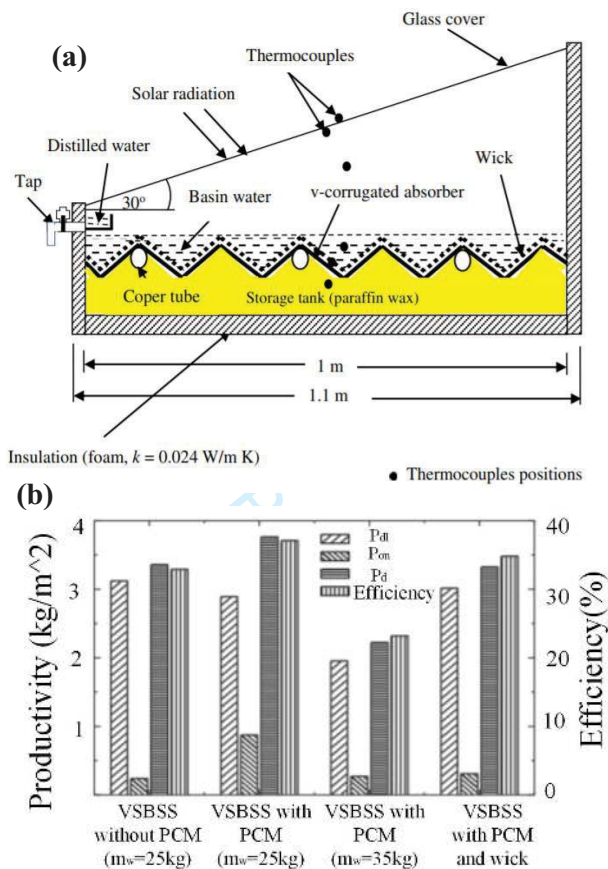 (a)
Glass cover
Thermocouples
Solar radiation
Distilled water
Wick
Tap
Basin water
v-corrugated absorber
30°
Coper tube
Storage tank (paraffin wax)
1 m
1.1 m
Insulation (foam, k = 0.024 W/m K)
Thermocouples positions
(b)
Productivity (kg/m^2)
4
3
2
1
Pdl
Pon
Pd
Efficiency
40
30
20
10
0
Efficiency(%)
VSBSS
without PCM
(mw=25kg)
VSBSS with
PCM
(mw=25kg)
VSBSS with
PCM
(mw=35kg)
VSBSS
with PCM
and wick